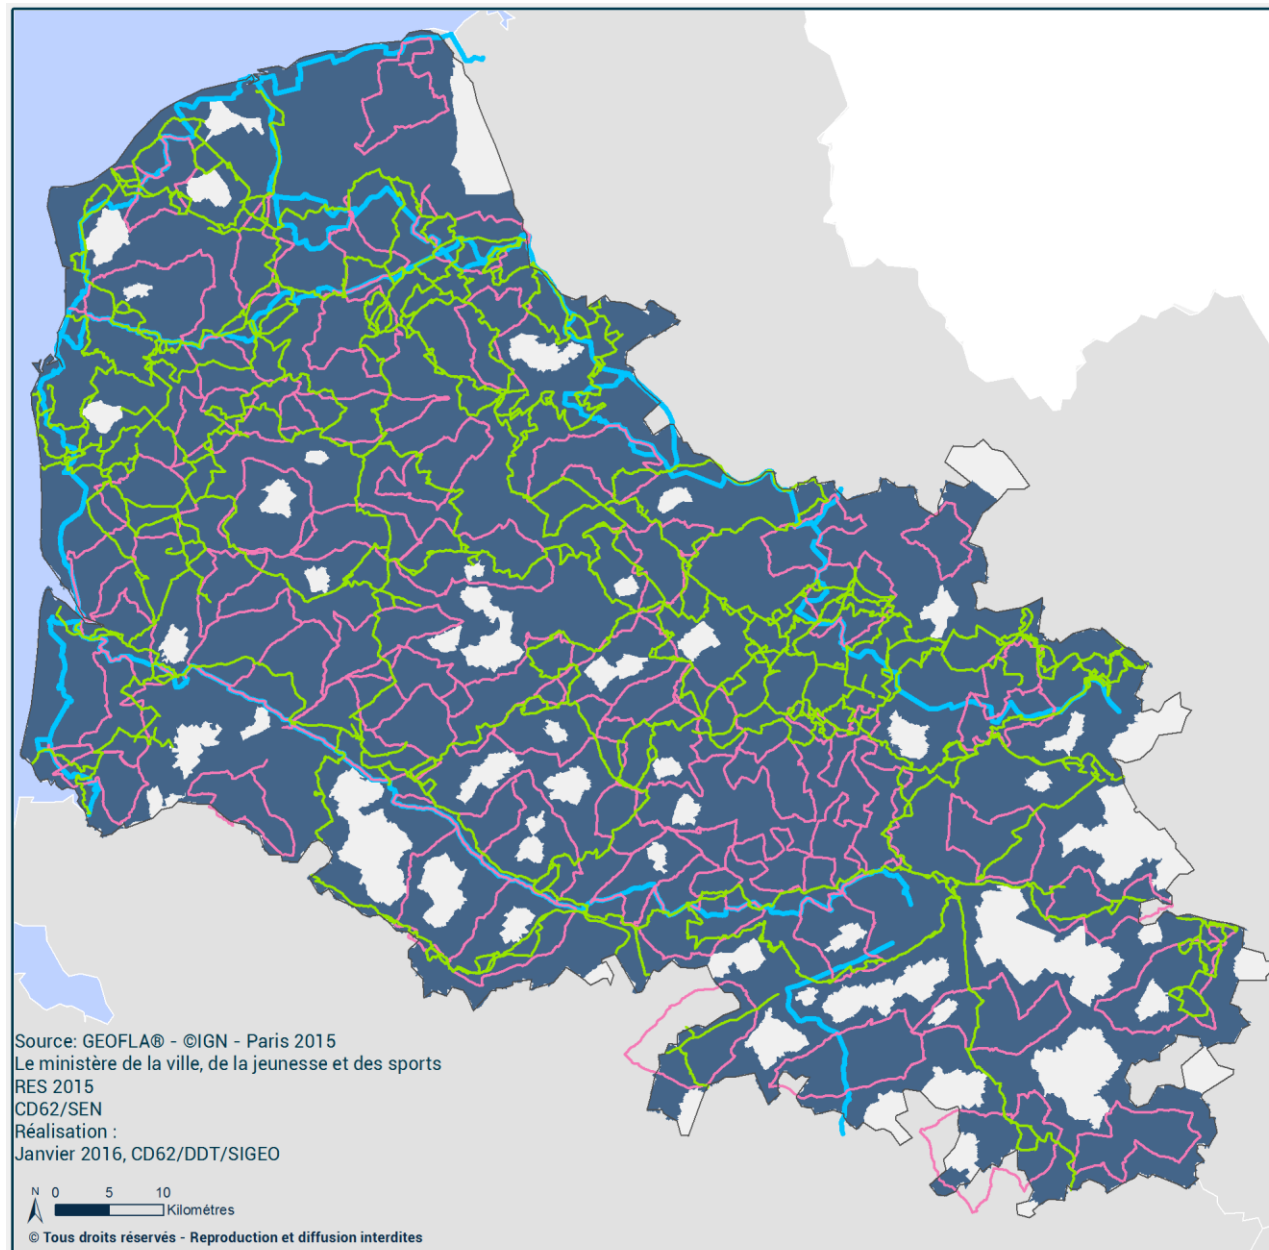 Source: GEOFLA® - ©IGN - Paris 2015
Le ministère de la ville, de la jeunesse et des sports
RES 2015
CD62/SEN
Réalisation :
Janvier 2016, CD62/DDT/SIGEO
N 0 5 10
Kilométres
© Tous droits réservés - Reproduction et diffusion interdites